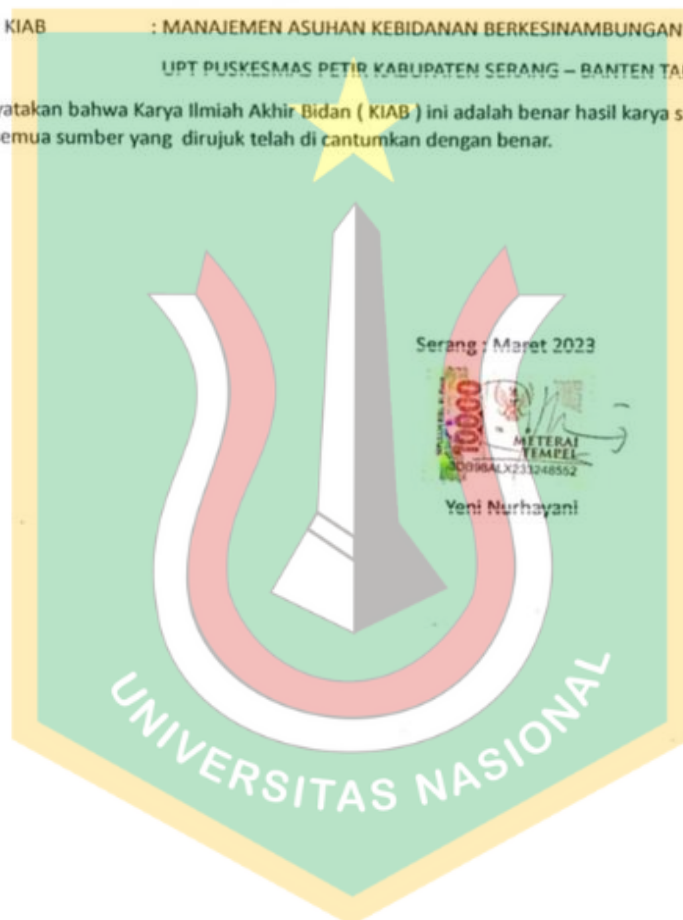 KIAB : MANAJEMEN ASUHAN KEBIDANAN BERKESINAMBUNGAN
UPT PUSKESMAS PETIR KABUPATEN SERANG – BANTEN TA
yatakan bahwa Karya Ilmiah Akhir Bidan ( KIAB ) ini adalah benar hasil karya s
emua sumber yang dirujuk telah di cantumkan dengan benar.
Serang : Maret 2023
10000
METERAI
TEMPEL
Yeni Nurhayani
UNIVERSITAS NASIONAL